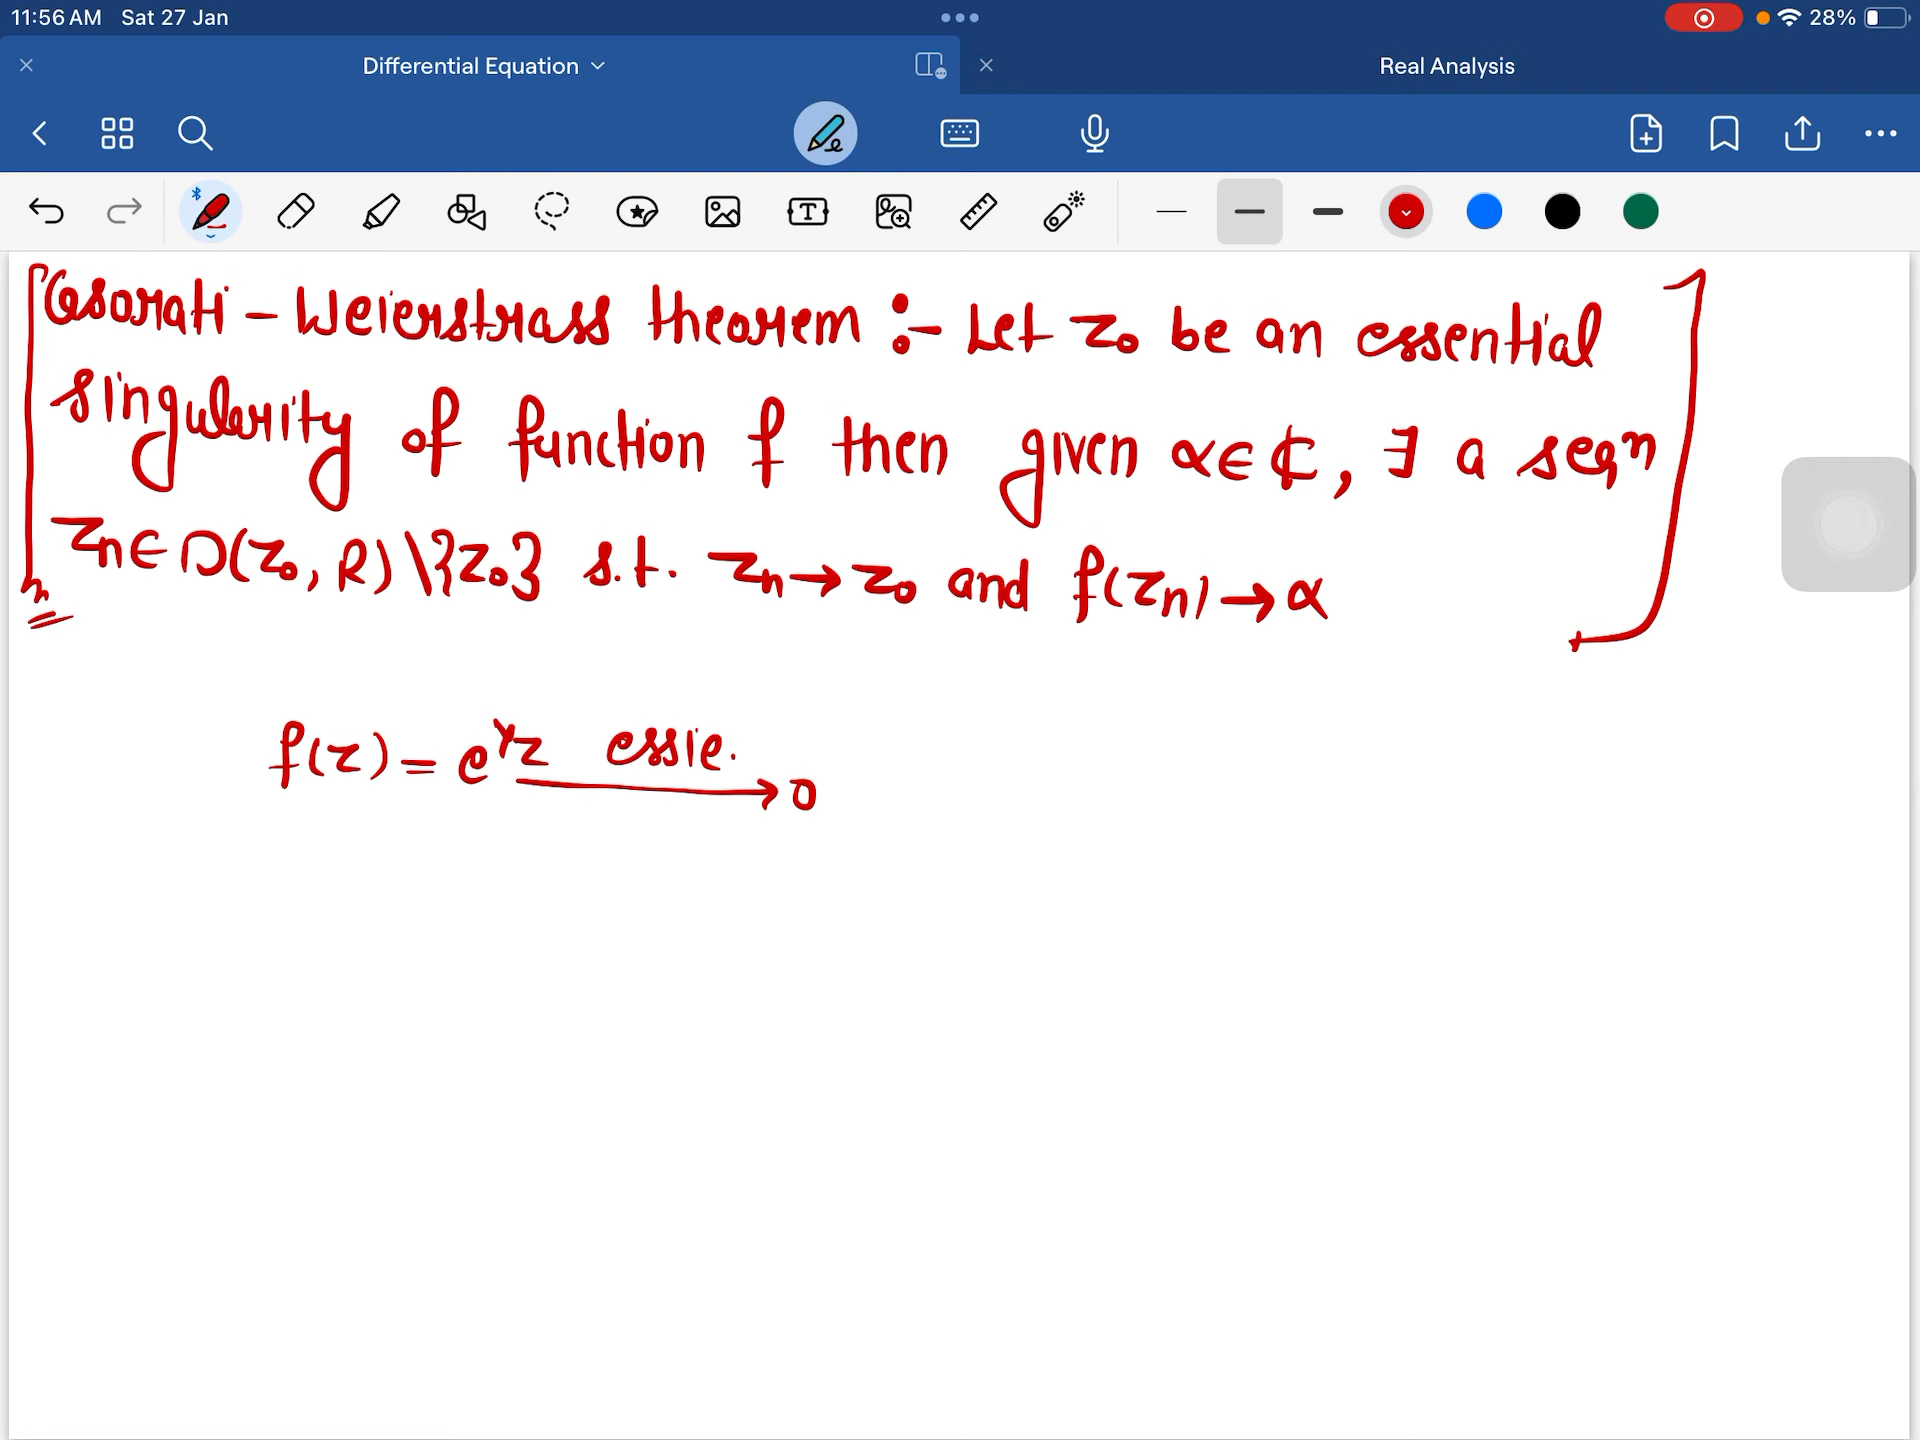 11:56 AM Sat 27 Jan
28%
Differential Equation
Real Analysis
Casorati - Weierstrass theorem :- Let z₀ be an essential
singularity of function f then given α ∈ ₵, ∃ a seqⁿ
zₙ ∈ D(z₀, R) \ {z₀} s.t. zₙ → z₀ and f(zₙ) → α
f(z) = e^{1/z} essie.
→ 0